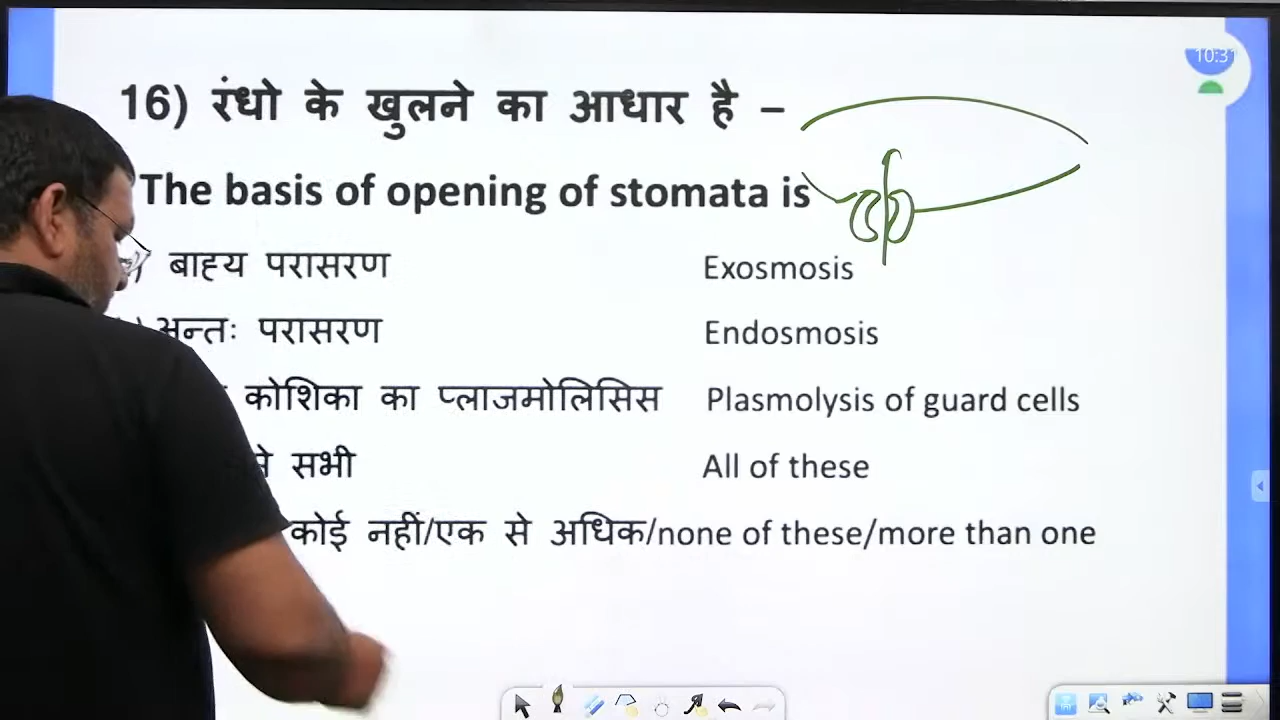 10:31
16) रंधो के खुलने का आधार है –
The basis of opening of stomata is
) बाह्य परासरण Exosmosis
अन्तः परासरण Endosmosis
कोशिका का प्लाजमोलिसिस Plasmolysis of guard cells
से सभी All of these
कोई नहीं/एक से अधिक/none of these/more than one